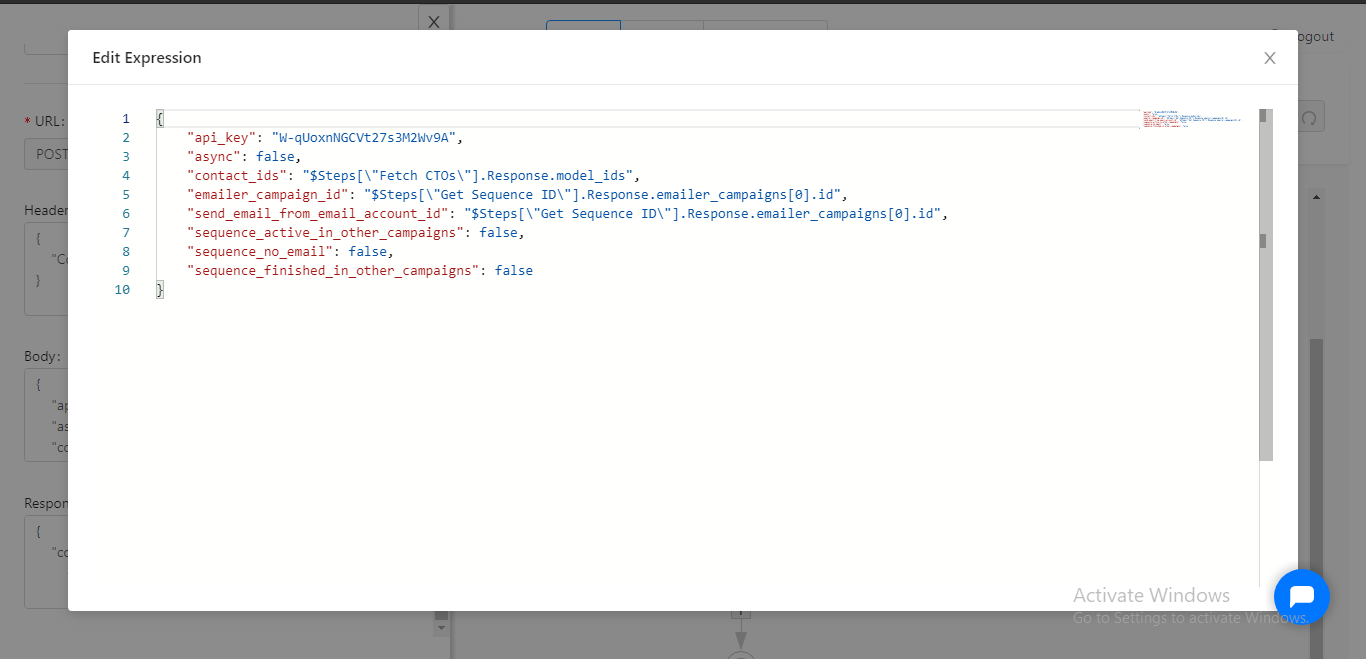 X
ogout
Edit Expression
* URL:
POST
Header
{
"Co
}
Body:
{
"ap
"as
"co
Respon
{
"co
1 {
2 "api_key": "W-qUoxnNGCVt27s3M2Wv9A",
3 "async": false,
4 "contact_ids": "$Steps[\"Fetch CTOs\"].Response.model_ids",
5 "emailer_campaign_id": "$Steps[\"Get Sequence ID\"].Response.emailer_campaigns[0].id",
6 "send_email_from_email_account_id": "$Steps[\"Get Sequence ID\"].Response.emailer_campaigns[0].id",
7 "sequence_active_in_other_campaigns": false,
8 "sequence_no_email": false,
9 "sequence_finished_in_other_campaigns": false
10 }
Activate Windows
Go to Settings to activate Windows.